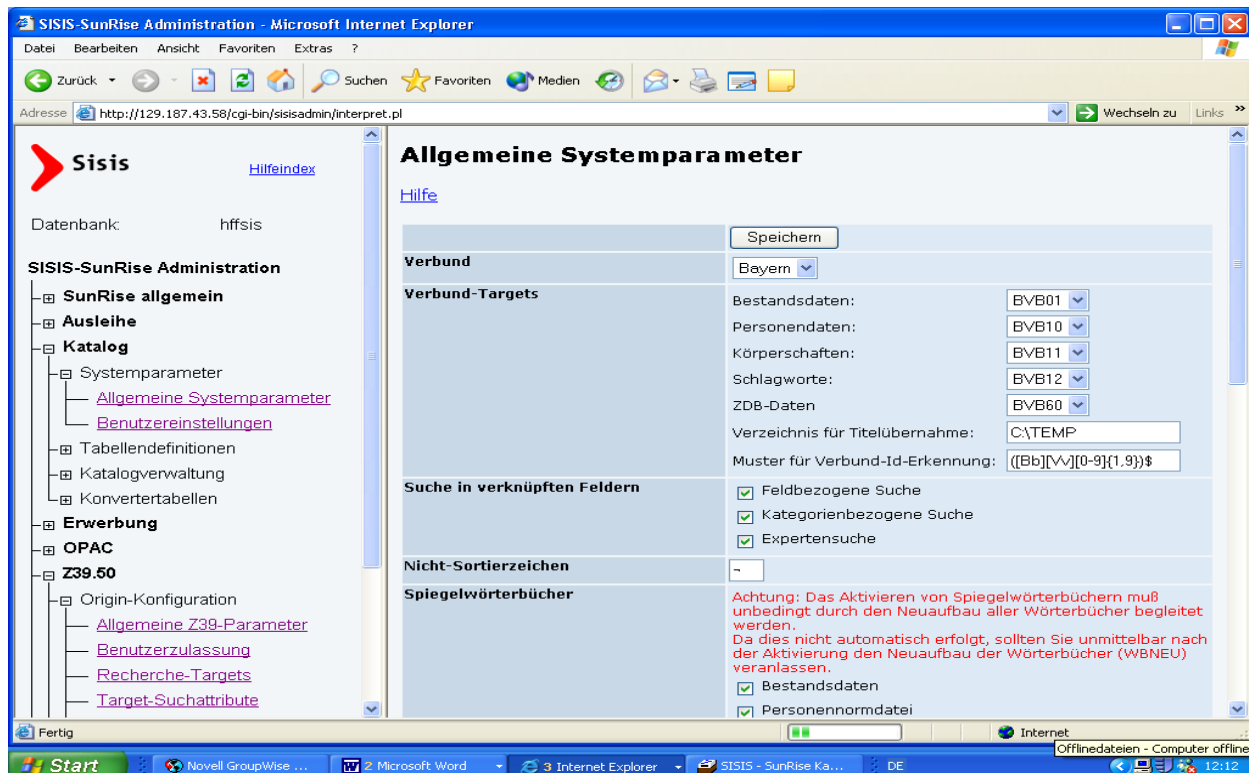 SISIS-SunRise Administration - Microsoft Internet Explorer
Datei Bearbeiten Ansicht Favoriten Extras ?
Zurück Suchen Favoriten Medien
Adresse http://129.187.43.58/cgi-bin/sisisadmin/interpret.pl Wechseln zu Links »
Sisis
Hilfeindex
Datenbank: hffsis
SISIS-SunRise Administration
SunRise allgemein
Ausleihe
Katalog
Systemparameter
Allgemeine Systemparameter
Benutzereinstellungen
Tabellendefinitionen
Katalogverwaltung
Konvertertabellen
Erwerbung
OPAC
Z39.50
Origin-Konfiguration
Allgemeine Z39-Parameter
Benutzerzulassung
Recherche-Targets
Target-Suchattribute
Allgemeine Systemparameter
Hilfe
Speichern
Verbund Bayern
Verbund-Targets
Bestandsdaten: BVB01
Personendaten: BVB10
Körperschaften: BVB11
Schlagworte: BVB12
ZDB-Daten BVB60
Verzeichnis für Titelübernahme: C:\TEMP
Muster für Verbund-Id-Erkennung: ([Bb][Vv][0-9]{1,9})$
Suche in verknüpften Feldern
Feldbezogene Suche
Kategorienbezogene Suche
Expertensuche
Nicht-Sortierzeichen ¬
Spiegelwörterbücher
Achtung: Das Aktivieren von Spiegelwörterbüchern muß
unbedingt durch den Neuaufbau aller Wörterbücher begleitet
werden.
Da dies nicht automatisch erfolgt, sollten Sie unmittelbar nach
der Aktivierung den Neuaufbau der Wörterbücher (WBNEU)
veranlassen.
Bestandsdaten
Personennormdatei
Fertig
Internet
Offlinedateien - Computer offline
Start Novell GroupWise ... 2 Microsoft Word 3 Internet Explorer SISIS - SunRise Ka... DE 12:12